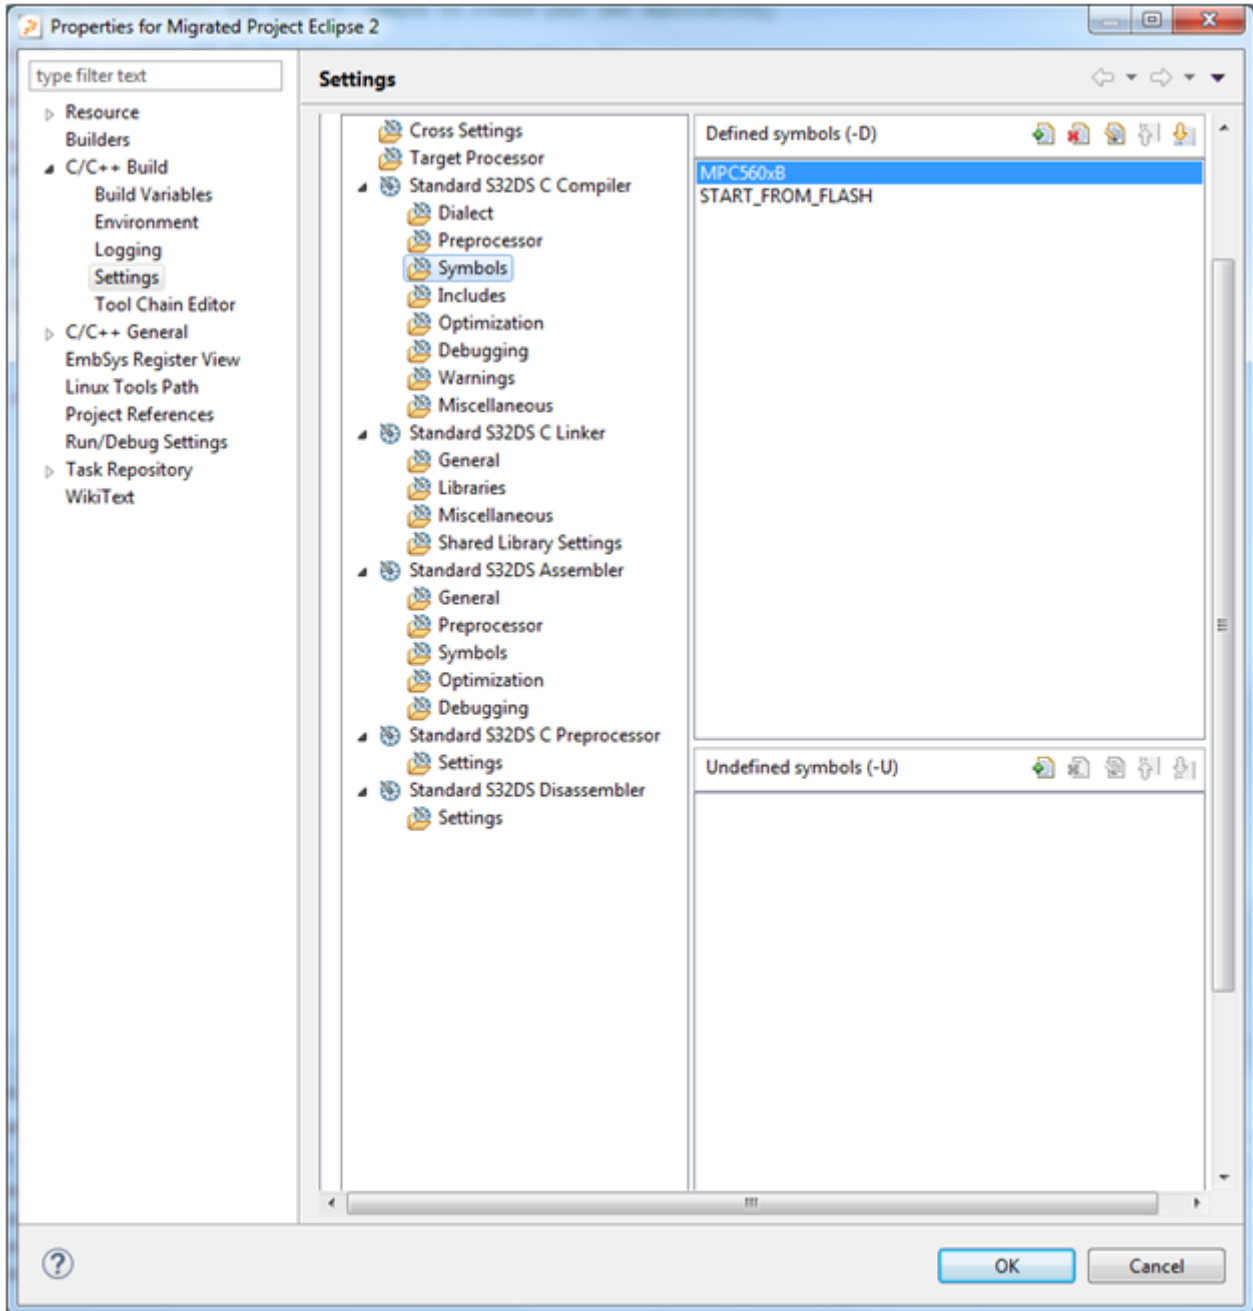 Properties for Migrated Project Eclipse 2
type filter text
Resource
Builders
C/C++ Build
Build Variables
Environment
Logging
Settings
Tool Chain Editor
C/C++ General
EmbSys Register View
Linux Tools Path
Project References
Run/Debug Settings
Task Repository
WikiText
Settings
Cross Settings
Target Processor
Standard S32DS C Compiler
Dialect
Preprocessor
Symbols
Includes
Optimization
Debugging
Warnings
Miscellaneous
Standard S32DS C Linker
General
Libraries
Miscellaneous
Shared Library Settings
Standard S32DS Assembler
General
Preprocessor
Symbols
Optimization
Debugging
Standard S32DS C Preprocessor
Settings
Standard S32DS Disassembler
Settings
Defined symbols (-D)
MPC560xB
START_FROM_FLASH
Undefined symbols (-U)
OK
Cancel